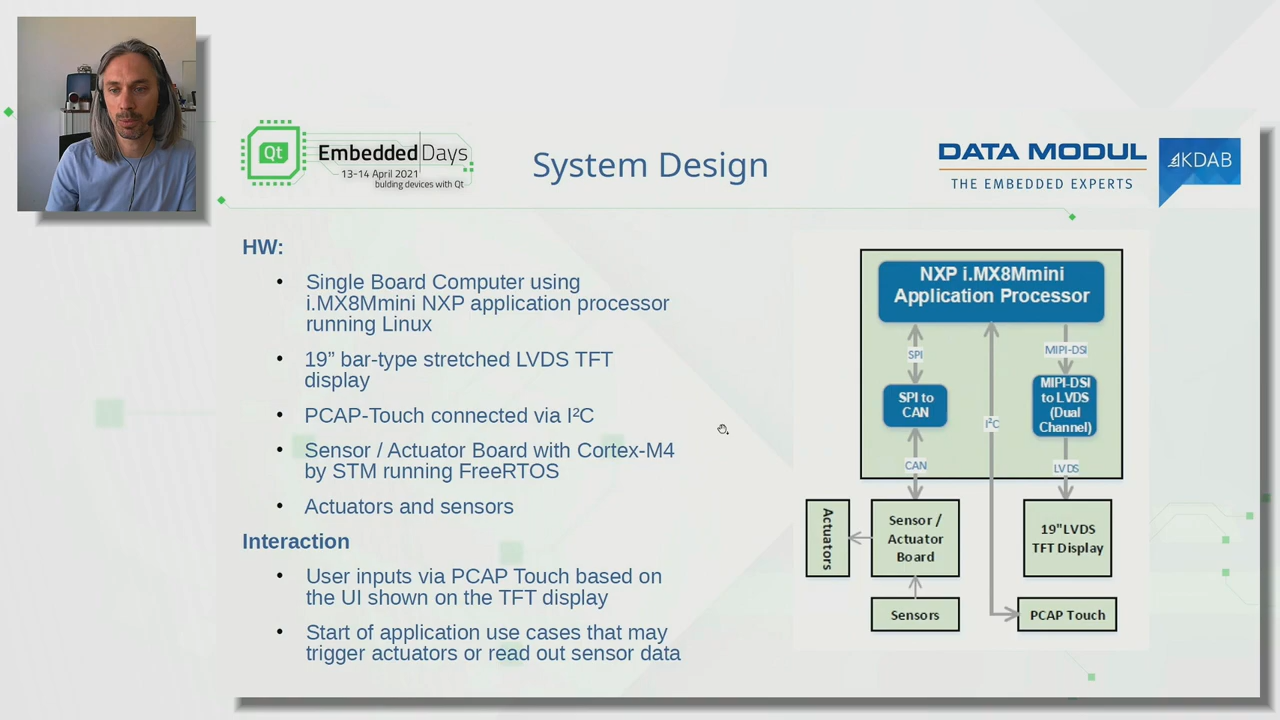 Qt
Embedded Days
13-14 April 2021
bulding devices with Qt
System Design
DATA MODUL
THE EMBEDDED EXPERTS
KDAB
HW:
• Single Board Computer using
i.MX8Mmini NXP application processor
running Linux
• 19” bar-type stretched LVDS TFT
display
• PCAP-Touch connected via I²C
• Sensor / Actuator Board with Cortex-M4
by STM running FreeRTOS
• Actuators and sensors
Interaction
• User inputs via PCAP Touch based on
the UI shown on the TFT display
• Start of application use cases that may
trigger actuators or read out sensor data
NXP i.MX8Mmini
Application Processor
SPI
MIPI-DSI
SPI to
CAN
MIPI-DSI
to LVDS
(Dual
Channel)
I²C
CAN
LVDS
Actuators
Sensor /
Actuator
Board
19"LVDS
TFT Display
Sensors
PCAP Touch